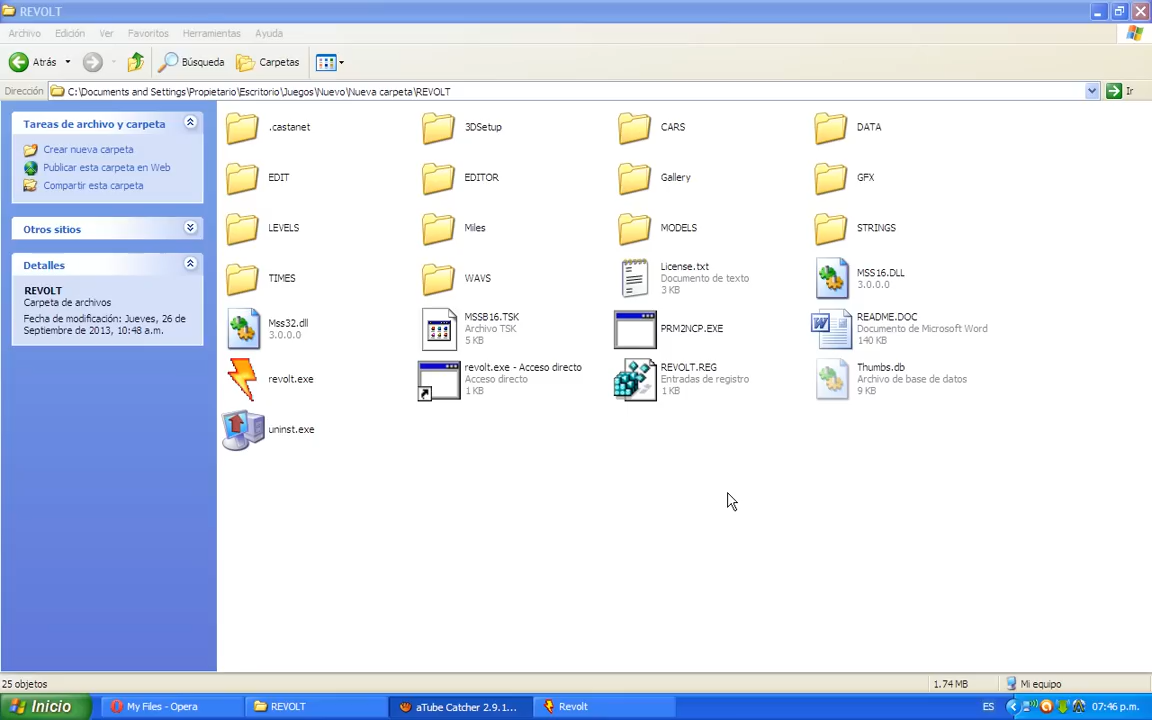 REVOLT
Archivo Edición Ver Favoritos Herramientas Ayuda
Atrás Búsqueda Carpetas
Dirección C:\Documents and Settings\Propietario\Escritorio\Juegos\Nuevo\Nueva carpeta\REVOLT Ir
Tareas de archivo y carpeta
Crear nueva carpeta
Publicar esta carpeta en Web
Compartir esta carpeta
Otros sitios
Detalles
REVOLT
Carpeta de archivos
Fecha de modificación: Jueves, 26 de
Septiembre de 2013, 10:48 a.m.
.castanet 3DSetup CARS DATA
EDIT EDITOR Gallery GFX
LEVELS Miles MODELS STRINGS
TIMES WAVS
License.txt
Documento de texto
3 KB
MSS16.DLL
3.0.0.0
Mss32.dll
3.0.0.0
MSSB16.TSK
Archivo TSK
5 KB
PRM2NCP.EXE
README.DOC
Documento de Microsoft Word
140 KB
revolt.exe
revolt.exe - Acceso directo
Acceso directo
1 KB
REVOLT.REG
Entradas de registro
1 KB
Thumbs.db
Archivo de base de datos
9 KB
uninst.exe
25 objetos 1.74 MB Mi equipo
Inicio My Files - Opera REVOLT aTube Catcher 2.9.1... Revolt ES 07:46 p.m.